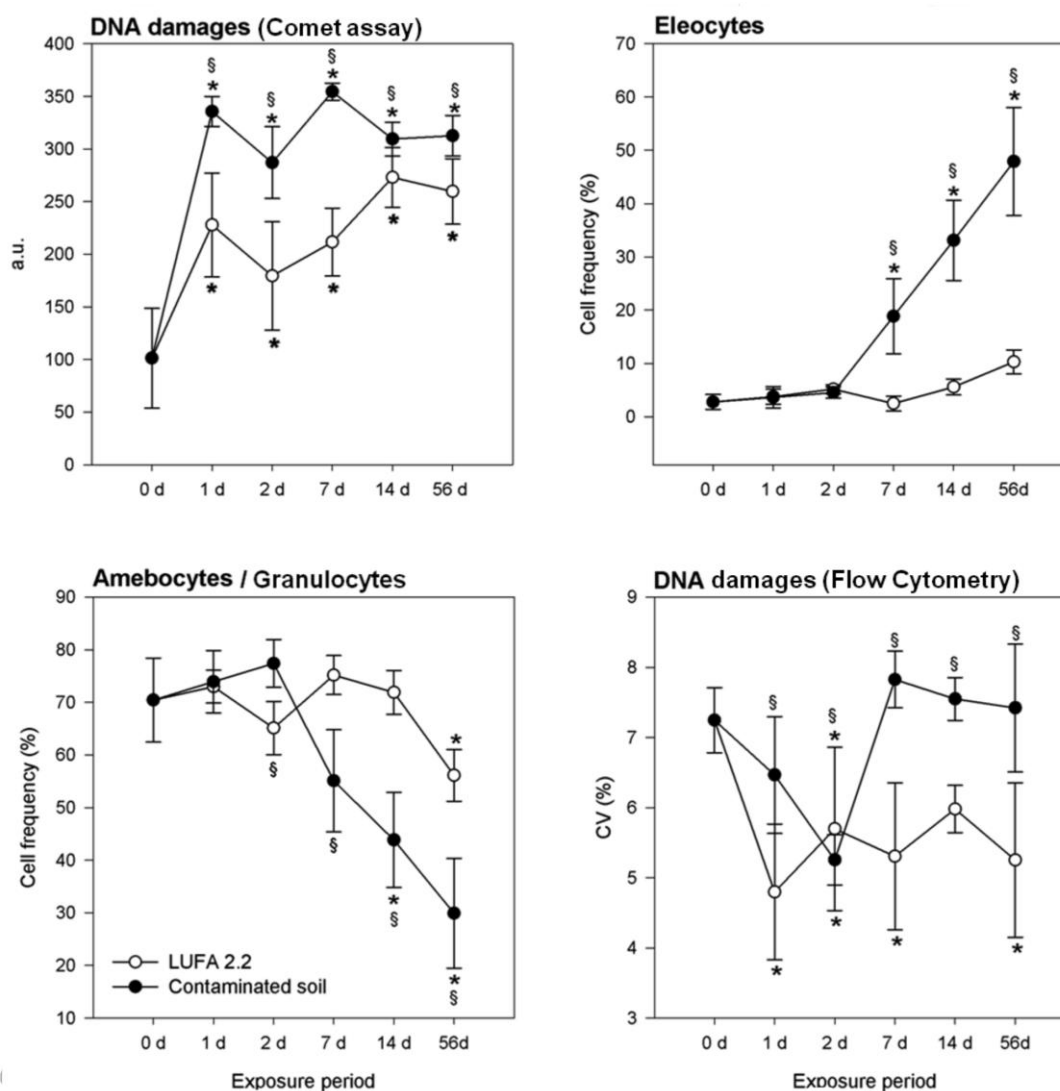 DNA damages (Comet assay)
400
350
300
250
200
150
100
50
0
a.u.
§
*
§
*
§
*
§
*
§
*
*
*
*
*
*
0 d
1 d
2 d
7 d
14 d
56d
Eleocytes
70
60
50
40
30
20
10
0
Cell frequency (%)
§
*
§
*
§
*
0 d
1 d
2 d
7 d
14 d
56d
Amebocytes / Granulocytes
90
80
70
60
50
40
30
20
10
Cell frequency (%)
§
§
*
§
*
*
§
LUFA 2.2
Contaminated soil
0 d
1 d
2 d
7 d
14 d
56d
Exposure period
DNA damages (Flow Cytometry)
9
8
7
6
5
4
3
CV (%)
§
§
*
§
§
§
*
*
*
*
0 d
1 d
2 d
7 d
14 d
56d
Exposure period